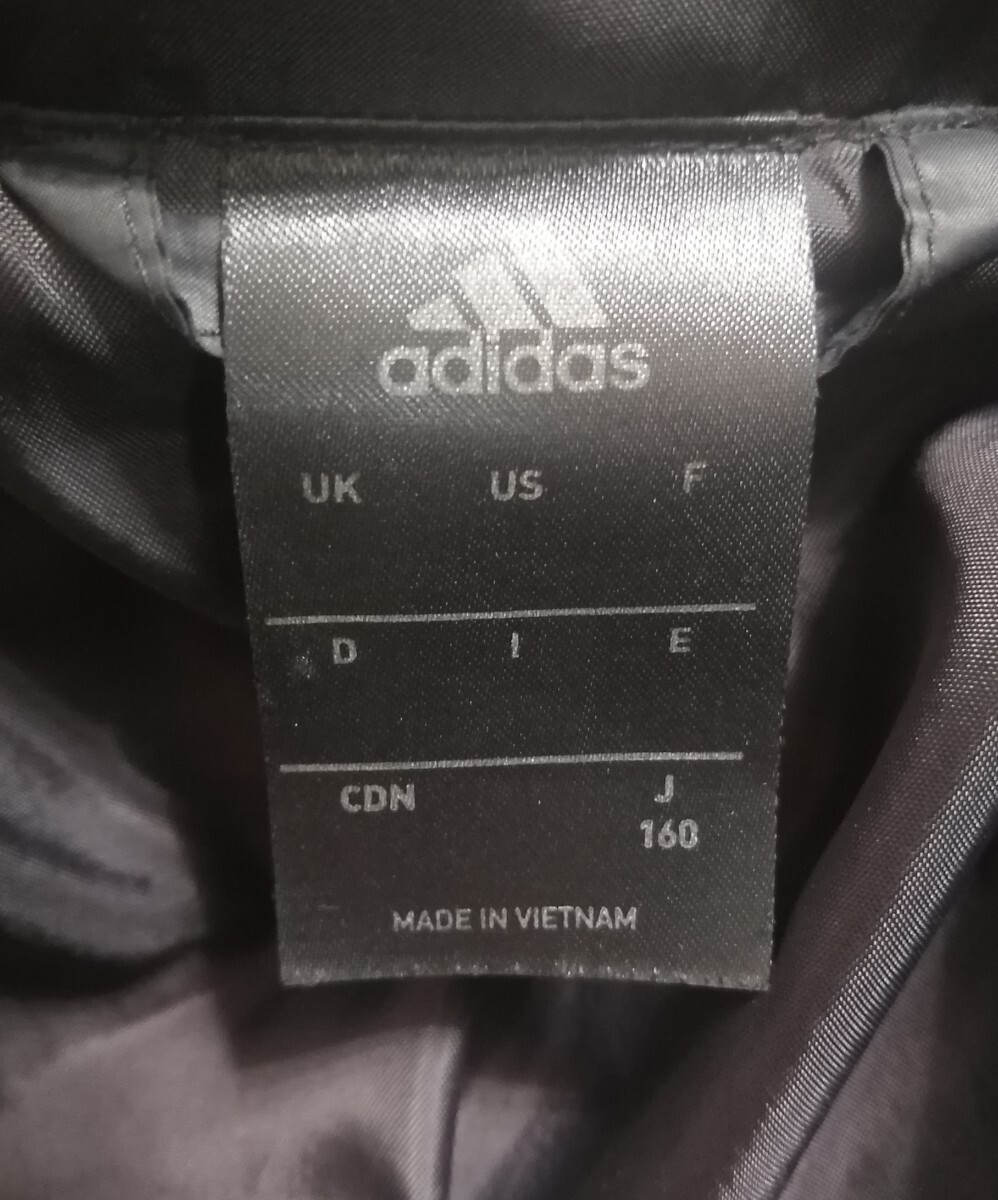 adidas
UK US F
D I E
CDN J
160
MADE IN VIETNAM